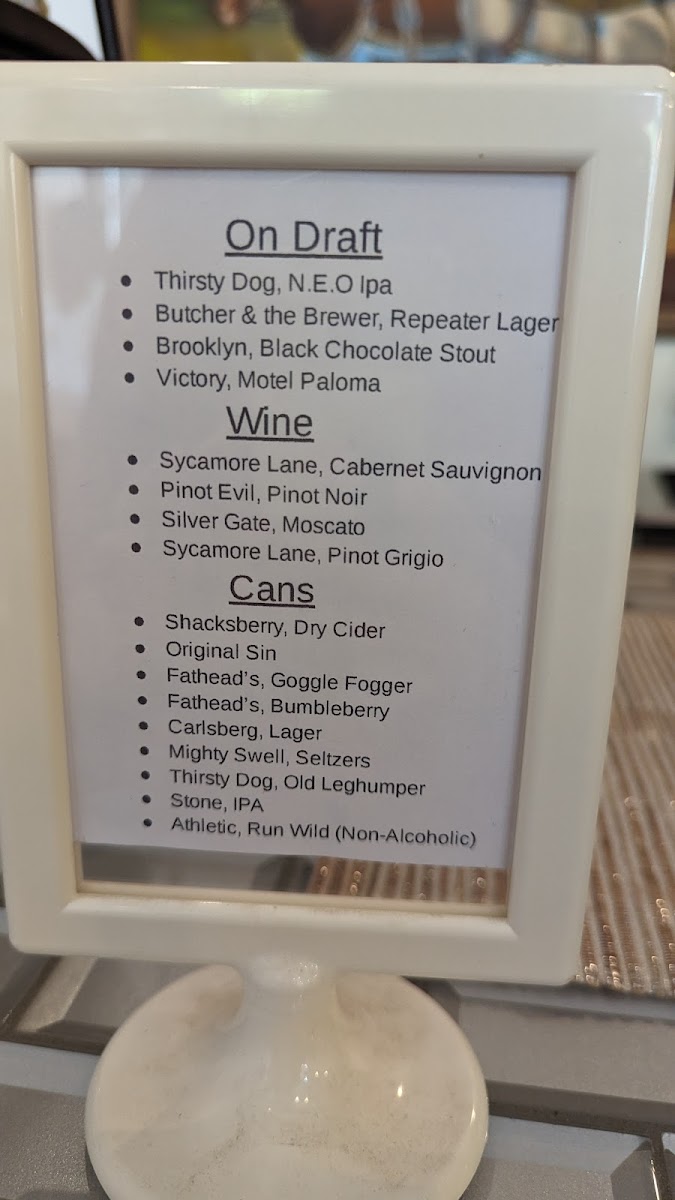 On Draft
• Thirsty Dog, N.E.O Ipa
• Butcher & the Brewer, Repeater Lager
• Brooklyn, Black Chocolate Stout
• Victory, Motel Paloma
Wine
• Sycamore Lane, Cabernet Sauvignon
• Pinot Evil, Pinot Noir
• Silver Gate, Moscato
• Sycamore Lane, Pinot Grigio
Cans
• Shacksberry, Dry Cider
• Original Sin
• Fathead's, Goggle Fogger
• Fathead's, Bumbleberry
• Carlsberg, Lager
• Mighty Swell, Seltzers
• Thirsty Dog, Old Leghumper
• Stone, IPA
• Athletic, Run Wild (Non-Alcoholic)